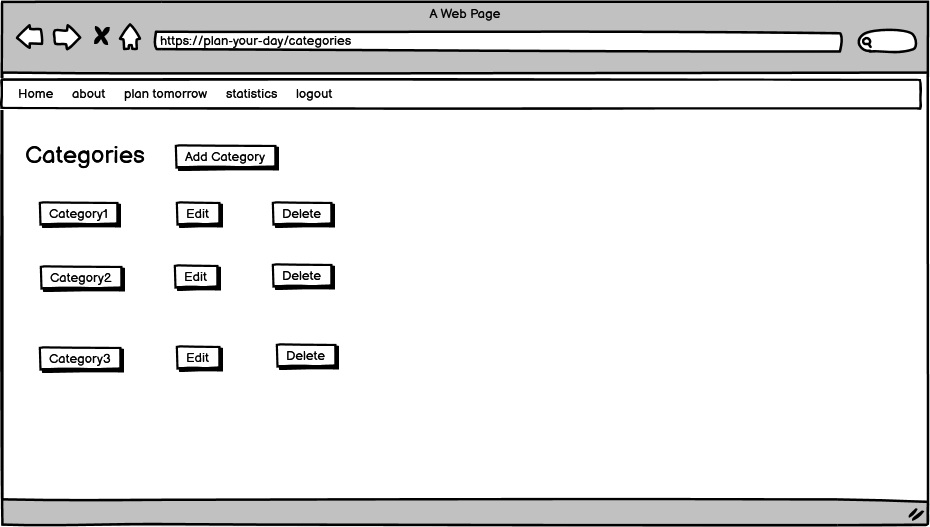 A Web Page
https://plan-your-day/categories
Home about plan tomorrow statistics logout
Categories Add Category
Category1 Edit Delete
Category2 Edit Delete
Category3 Edit Delete